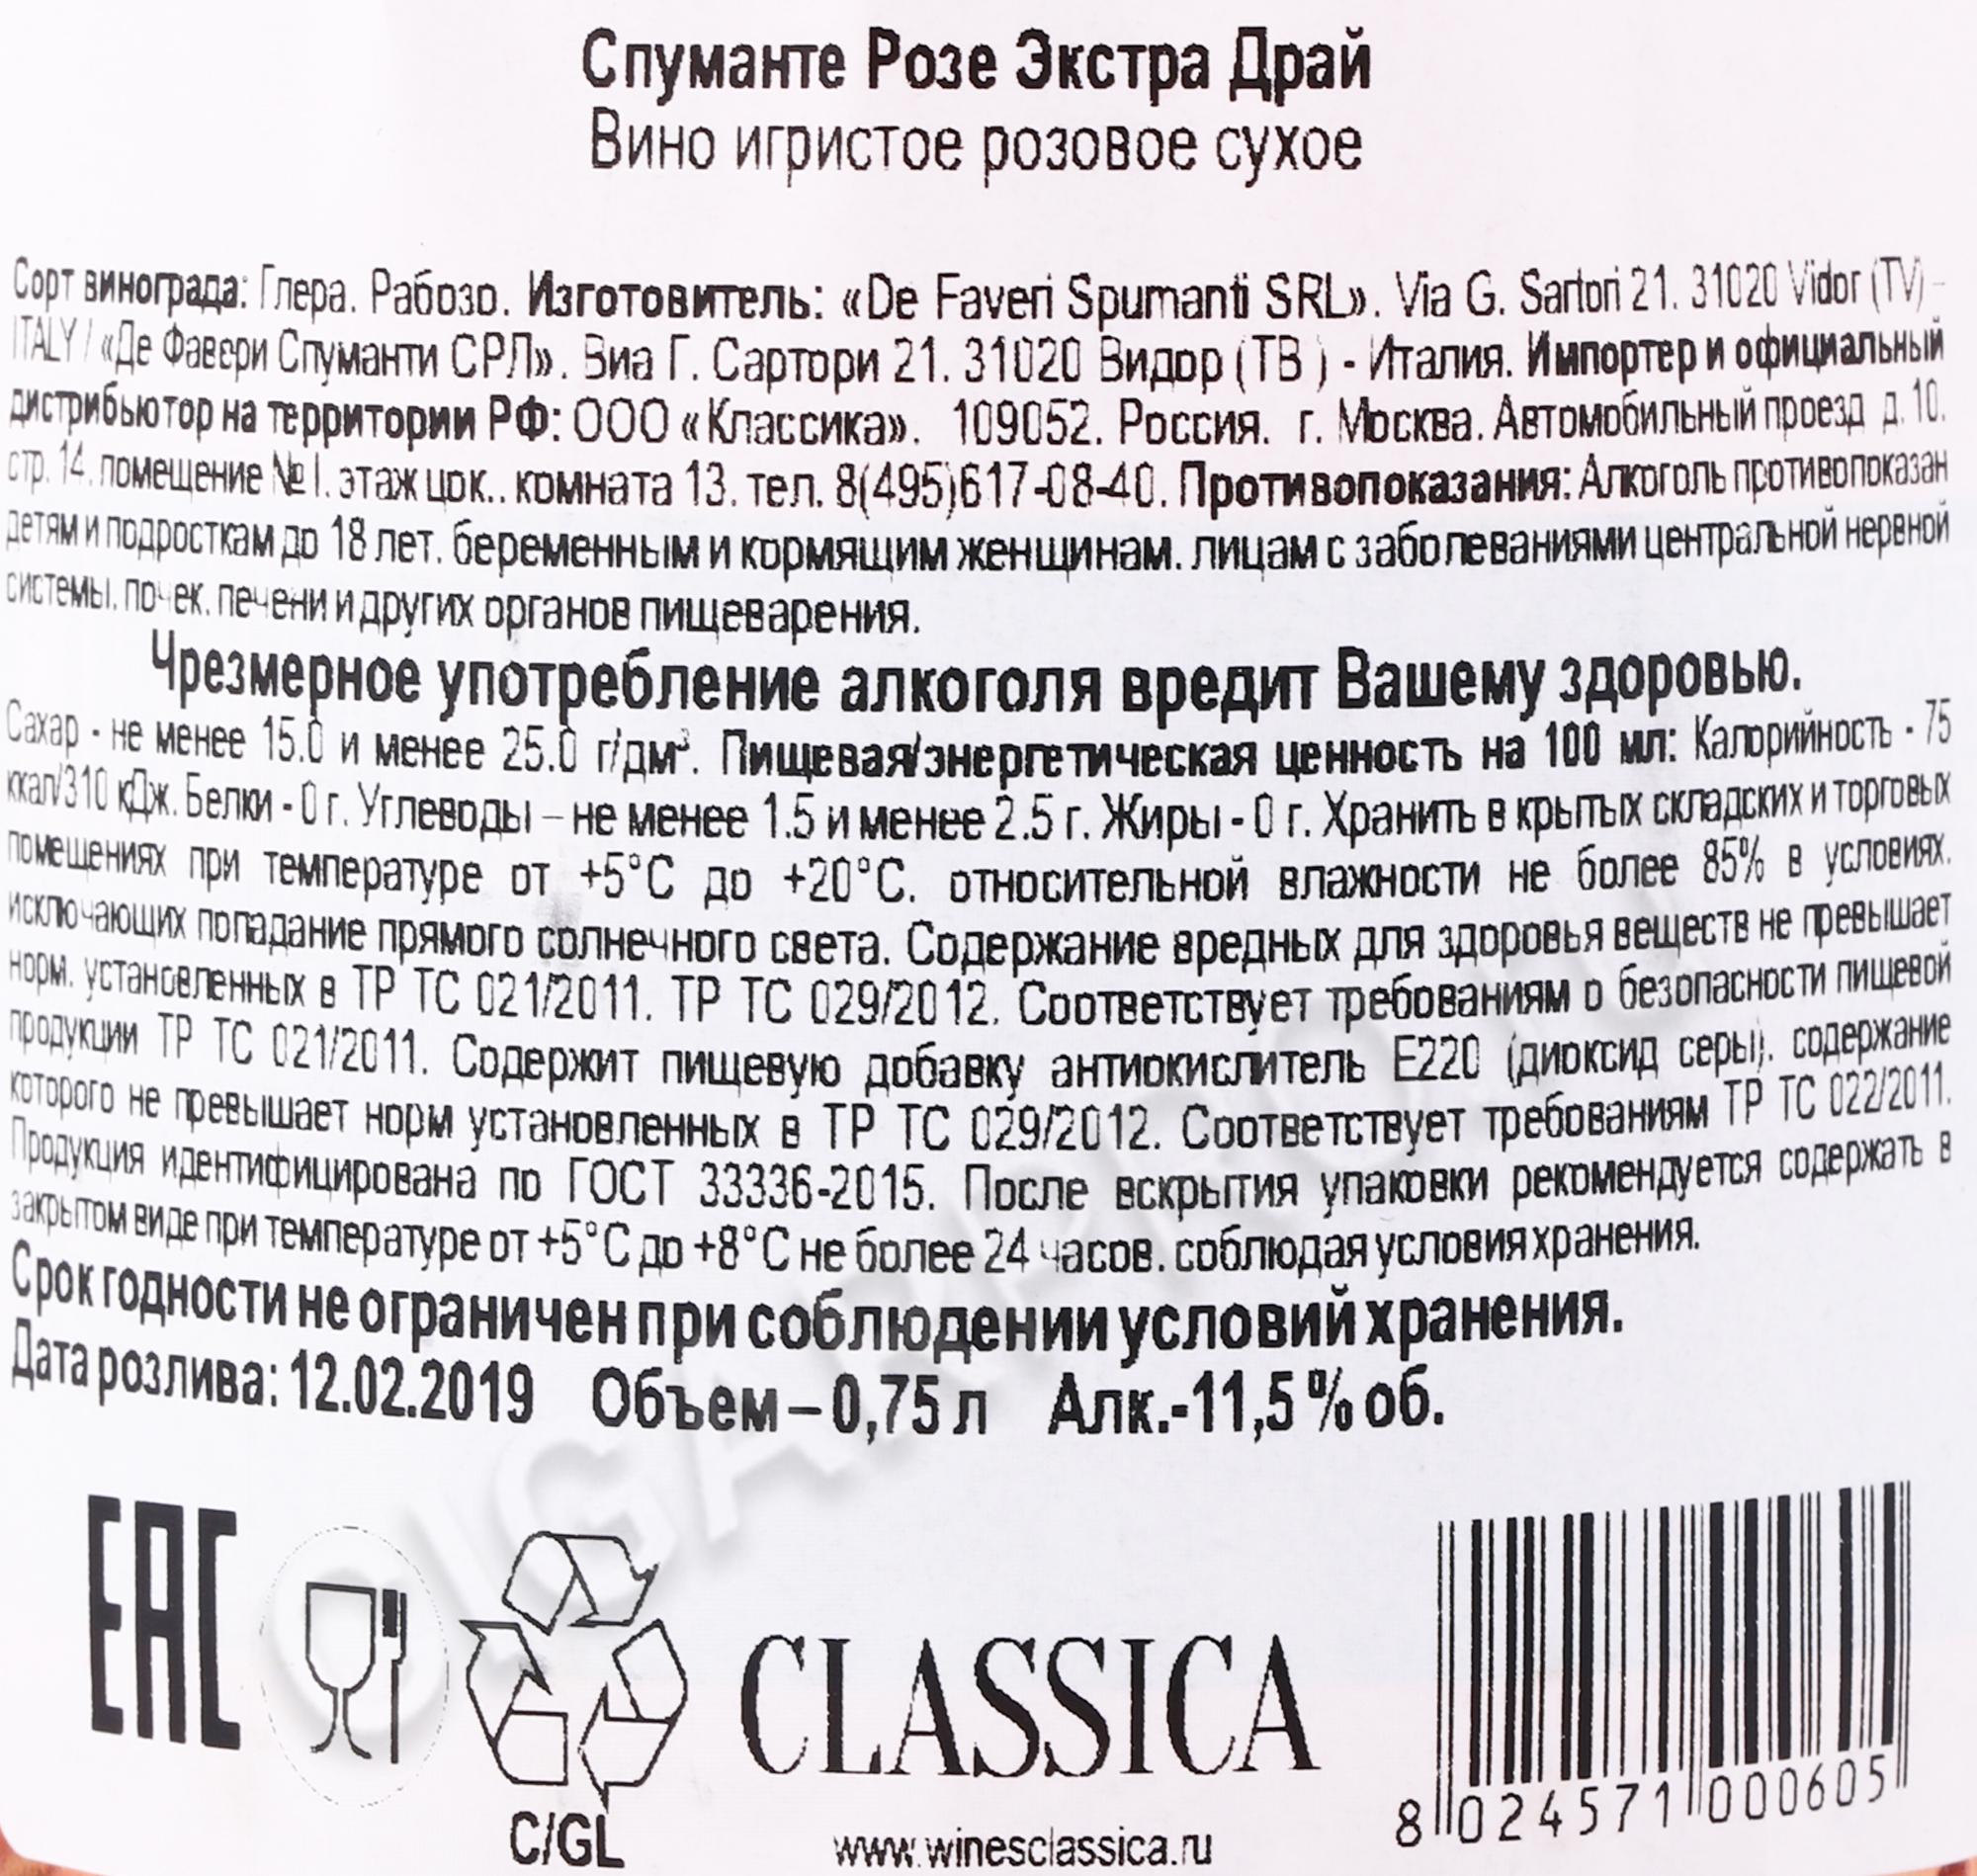 Спуманте Розе Экстра Драй
Вино игристое розовое сухое
Сорт винограда: Глера. Рабозо. Изготовитель: «De Faveri Spumanti SRL». Via G. Sartori 21. 31020 Vidor (TV) -
ITALY / «Де Фавери Спуманти СРЛ». Виа Г. Сартори 21. 31020 Видор (ТВ ) - Италия. Импортер и официальный
дистрибьютор на территории РФ: ООО «Классика». 109052. Россия. г. Москва. Автомобильный проезд д. 10.
стр. 14. помещение № I. этаж цок.. комната 13. тел. 8(495)617-08-40. Противопоказания: Алкоголь противопоказан
детям и подросткам до 18 лет. беременным и кормящим женщинам. лицам с заболеваниями центральной нервной
системы. почек. печени и других органов пищеварения.
Чрезмерное употребление алкоголя вредит Вашему здоровью.
Сахар - не менее 15.0 и менее 25.0 г/дм³. Пищевая/энергетическая ценность на 100 мл: Калорийность - 75
ккал/310 кДж. Белки - 0 г. Углеводы – не менее 1.5 и менее 2.5 г. Жиры - 0 г. Хранить в крытых складских и торговых
помещениях при температуре от +5°С до +20°С. относительной влажности не более 85% в условиях.
исключающих попадание прямого солнечного света. Содержание вредных для здоровья веществ не превышает
норм. установленных в ТР ТС 021/2011. ТР ТС 029/2012. Соответствует требованиям о безопасности пищевой
продукции ТР ТС 021/2011. Содержит пищевую добавку антиокислитель Е220 (диоксид серы). содержание
которого не превышает норм установленных в ТР ТС 029/2012. Соответствует требованиям ТР ТС 022/2011.
Продукция идентифицирована по ГОСТ 33336-2015. После вскрытия упаковки рекомендуется содержать в
закрытом виде при температуре от +5°С до +8°С не более 24 часов. соблюдая условия хранения.
Срок годности не ограничен при соблюдении условий хранения.
Дата розлива: 12.02.2019 Объем – 0,75 л Алк.-11,5 % об.
EAC
CLASSICA
C/GL
www.winesclassica.ru
8 024571 000605
CIGARPRO.RU